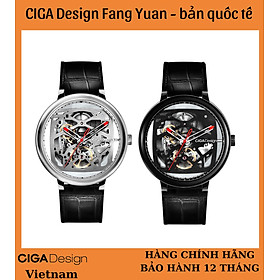 CIGA Design Fang Yuan - bản quốc tế
CIGA Design
Vietnam
HÀNG CHÍNH HÃNG
BẢO HÀNH 12 THÁNG